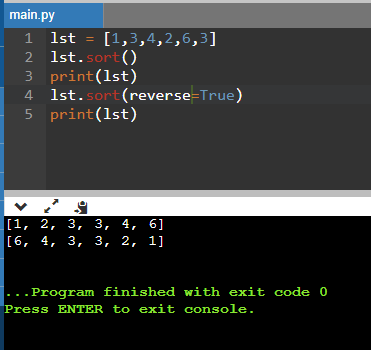 main.py
1 lst = [1,3,4,2,6,3]
2 lst.sort()
3 print(lst)
4 lst.sort(reverse=True)
5 print(lst)
[1, 2, 3, 3, 4, 6]
[6, 4, 3, 3, 2, 1]
...Program finished with exit code 0
Press ENTER to exit console.